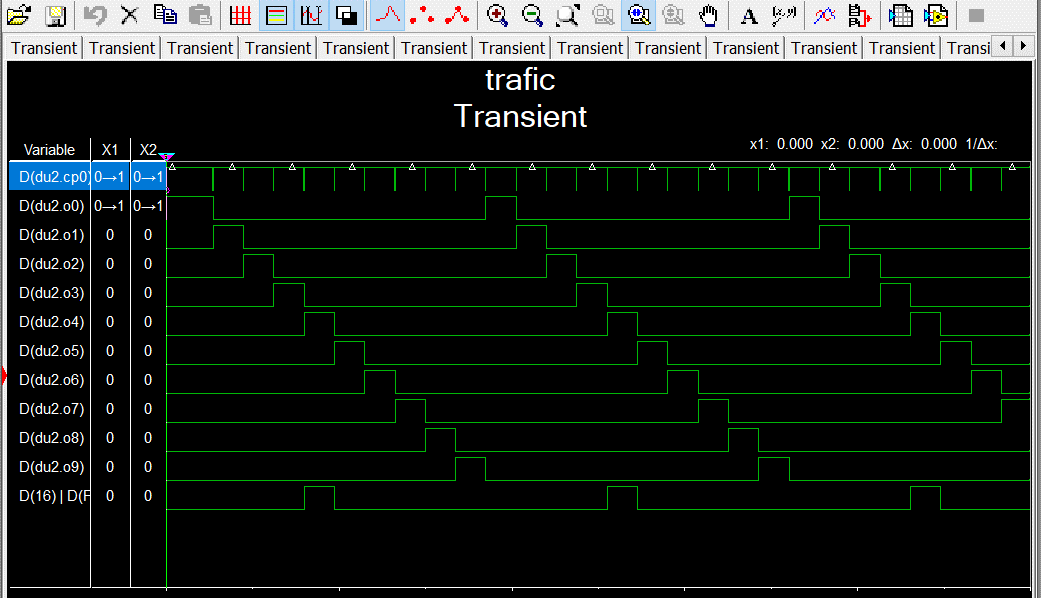 A (x,y)
Transient Transient Transient Transient Transient Transient Transient Transient Transient Transient Transient Transient Transi
trafic
Transient
x1: 0.000 x2: 0.000 Δx: 0.000 1/Δx:
Variable X1 X2
D(du2.cp0) 0→1 0→1
D(du2.o0) 0→1 0→1
D(du2.o1) 0 0
D(du2.o2) 0 0
D(du2.o3) 0 0
D(du2.o4) 0 0
D(du2.o5) 0 0
D(du2.o6) 0 0
D(du2.o7) 0 0
D(du2.o8) 0 0
D(du2.o9) 0 0
D(16) | D(F 0 0